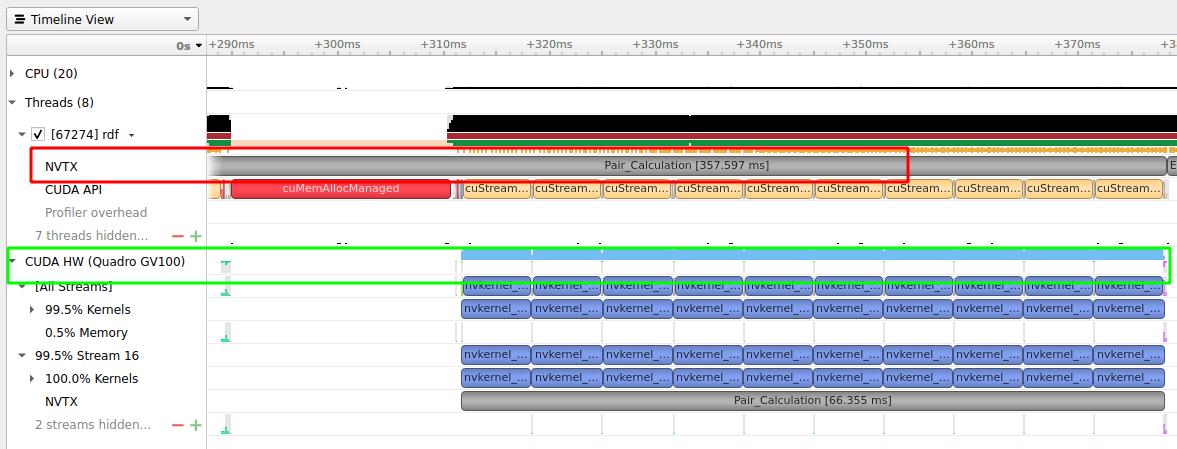 Timeline View
0s +290ms +300ms +310ms +320ms +330ms +340ms +350ms +360ms +370ms
CPU (20)
Threads (8)
[67274] rdf
NVTX Pair_Calculation [357.597 ms] E
CUDA API cuMemAllocManaged cuStream... cuStream... cuStream... cuStream... cuStream... cuStream... cuStream... cuStream... cuStream... cuStream...
Profiler overhead
7 threads hidden... — +
CUDA HW (Quadro GV100)
[All Streams] nvkernel_... nvkernel_... nvkernel_... nvkernel_... nvkernel_... nvkernel_... nvkernel_... nvkernel_... nvkernel_... nvkernel_...
99.5% Kernels nvkernel_... nvkernel_... nvkernel_... nvkernel_... nvkernel_... nvkernel_... nvkernel_... nvkernel_... nvkernel_... nvkernel_...
0.5% Memory
99.5% Stream 16 nvkernel_... nvkernel_... nvkernel_... nvkernel_... nvkernel_... nvkernel_... nvkernel_... nvkernel_... nvkernel_... nvkernel_...
100.0% Kernels nvkernel_... nvkernel_... nvkernel_... nvkernel_... nvkernel_... nvkernel_... nvkernel_... nvkernel_... nvkernel_... nvkernel_...
NVTX Pair_Calculation [66.355 ms]
2 streams hidden... — +